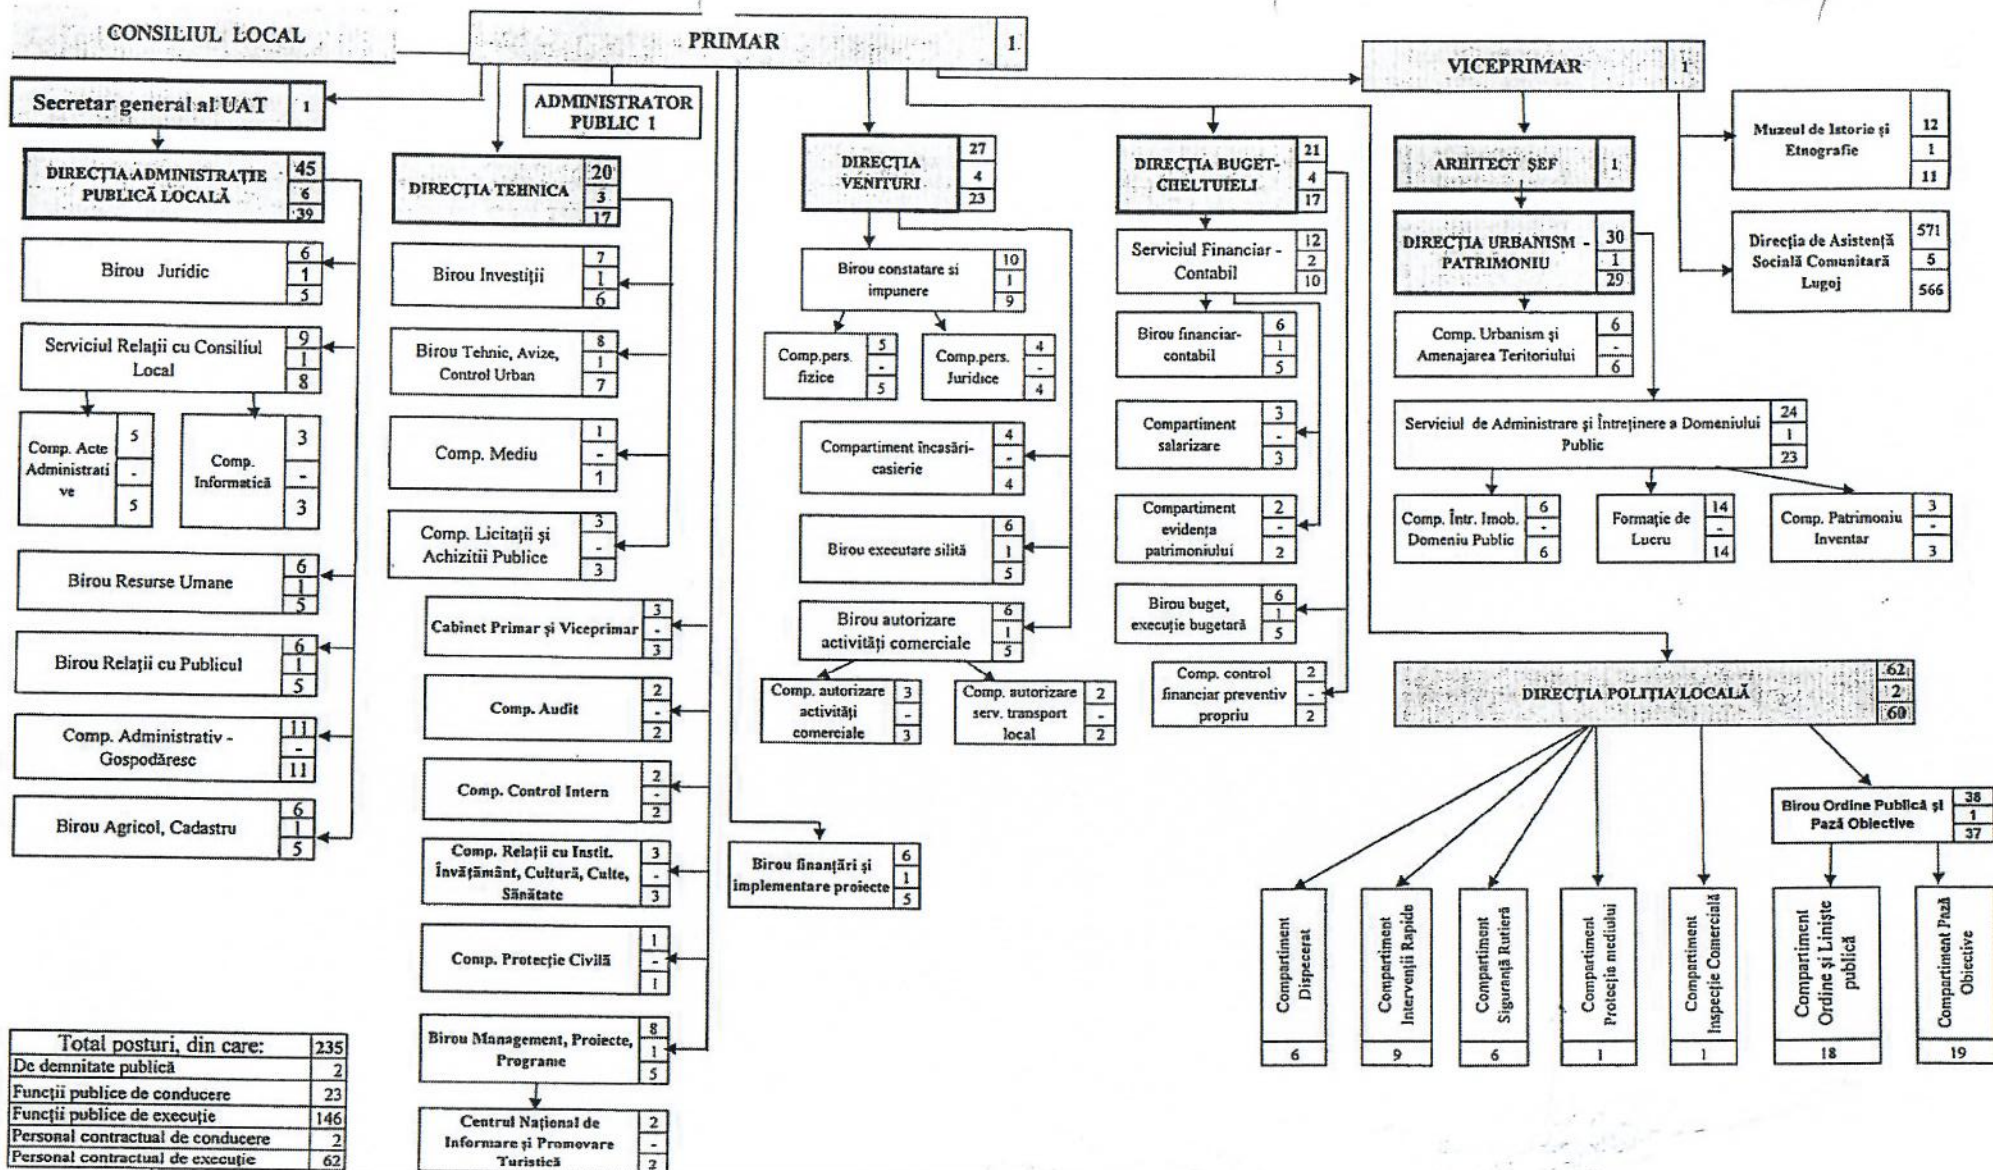 CONSILIUL LOCAL
PRIMAR
1
VICEPRIMAR
1
Secretar general al UAT
1
ADMINISTRATOR
PUBLIC 1
DIRECȚIA ADMINISTRAȚIE
PUBLICĂ LOCALĂ
45
6
39
Birou Juridic
6
1
5
Serviciul Relații cu Consiliul
Local
9
1
8
Comp. Acte
Administrati
ve
5
-
5
Comp.
Informatică
3
-
3
Birou Resurse Umane
6
1
5
Birou Relații cu Publicul
6
1
5
Comp. Administrativ -
Gospodăresc
11
-
11
Birou Agricol, Cadastru
6
1
5
DIRECȚIA TEHNICA
20
3
17
Birou Investiții
7
1
6
Birou Tehnic, Avize,
Control Urban
8
1
7
Comp. Mediu
1
-
1
Comp. Licitații și
Achizitii Publice
3
-
3
Cabinet Primar și Viceprimar
3
-
3
Comp. Audit
2
-
2
Comp. Control Intern
2
-
2
Comp. Relații cu Instit.
Învățământ, Cultură, Culte,
Sănătate
3
-
3
Comp. Protecție Civilă
1
-
1
Birou Management, Proiecte,
Programe
8
1
5
Centrul Național de
Informare și Promovare
Turistică
2
-
2
Birou finanțări și
implementare proiecte
6
1
5
DIRECȚIA
VENITURI
27
4
23
Birou constatare si
impunere
10
1
9
Comp.pers.
fizice
5
-
5
Comp.pers.
Juridice
4
-
4
Compartiment încasări-
casierie
4
-
4
Birou executare silită
6
1
5
Birou autorizare
activități comerciale
6
1
5
Comp. autorizare
activități
comerciale
3
-
3
Comp. autorizare
serv. transport
local
2
-
2
DIRECȚIA BUGET-
CHELTUIELI
21
4
17
Serviciul Financiar -
Contabil
12
2
10
Birou financiar-
contabil
6
1
5
Compartiment
salarizare
3
-
3
Compartiment
evidența
patrimoniului
2
-
2
Birou buget,
execuție bugetară
6
1
5
Comp. control
financiar preventiv
propriu
2
-
2
ARHITECT ȘEF
1
DIRECȚIA URBANISM -
PATRIMONIU
30
1
29
Comp. Urbanism și
Amenajarea Teritoriului
6
-
6
Serviciul de Administrare și Întreținere a Domeniului
Public
24
1
23
Comp. Într. Imob.
Domeniu Public
6
-
6
Formație de
Lucru
14
-
14
Comp. Patrimoniu
Inventar
3
-
3
Muzeul de Istorie și
Etnografie
12
1
11
Direcția de Asistență
Socială Comunitară
Lugoj
571
5
566
DIRECȚIA POLIȚIA LOCALĂ
62
2
60
Birou Ordine Publică și
Pază Obiective
38
1
37
Compartiment
Dispecerat
6
Compartiment
Intervenții Rapide
9
Compartiment
Siguranță Rutieră
6
Compartiment
Protecția mediului
1
Compartiment
Inspecție Comercială
1
Compartiment
Ordine și Liniște
publică
18
Compartiment Pază
Obiective
19
Total posturi, din care: 235
De demnitate publică 2
Funcții publice de conducere 23
Funcții publice de execuție 146
Personal contractual de conducere 2
Personal contractual de execuție 62